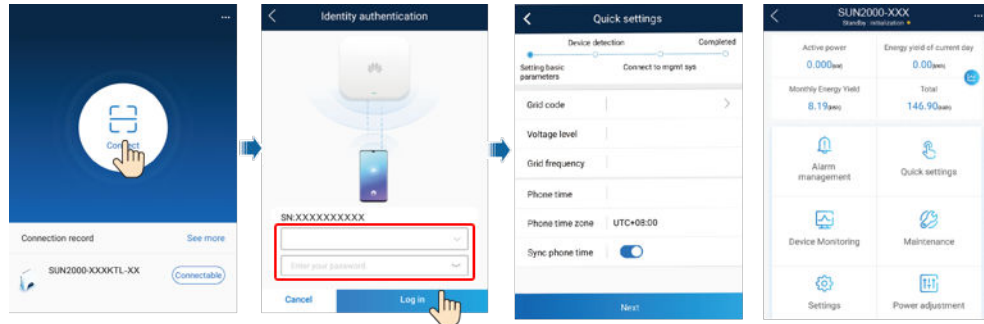 Connect
Connection record
See more
SUN2000-XXXKTL-XX
Connectable
Identity authentication
SN:XXXXXXXXXX
Enter your password
Cancel
Log in
Quick settings
Device detection
Completed
Setting basic
parameters
Connect to mgmt sys
Grid code
Voltage level
Grid frequency
Phone time
Phone time zone
UTC+08:00
Sync phone time
Next
SUN2000-XXX
Standby : initialization
Active power
Energy yield of current day
0.000(kW)
0.00(kWh)
Monthly Energy Yield
Total
8.19(kWh)
146.90(kWh)
Alarm
management
Quick settings
Device Monitoring
Maintenance
Settings
Power adjustment